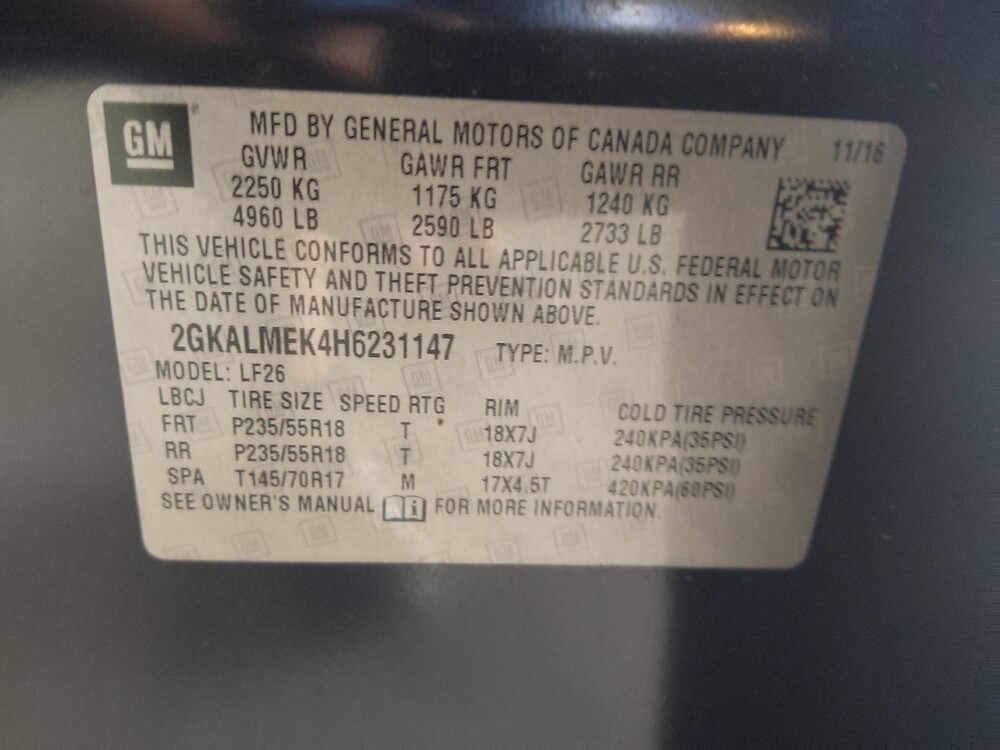 GM
MFD BY GENERAL MOTORS OF CANADA COMPANY 11/16
GVWR GAWR FRT GAWR RR
2250 KG 1175 KG 1240 KG
4960 LB 2590 LB 2733 LB
THIS VEHICLE CONFORMS TO ALL APPLICABLE U.S. FEDERAL MOTOR
VEHICLE SAFETY AND THEFT PREVENTION STANDARDS IN EFFECT ON
THE DATE OF MANUFACTURE SHOWN ABOVE.
2GKALMEK4H6231147 TYPE: M.P.V.
MODEL: LF26
LBCJ TIRE SIZE SPEED RTG RIM COLD TIRE PRESSURE
FRT P235/55R18 T 18X7J 240KPA(35PSI)
RR P235/55R18 T 18X7J 240KPA(35PSI)
SPA T145/70R17 M 17X4.5T 420KPA(60PSI)
SEE OWNER'S MANUAL i FOR MORE INFORMATION.